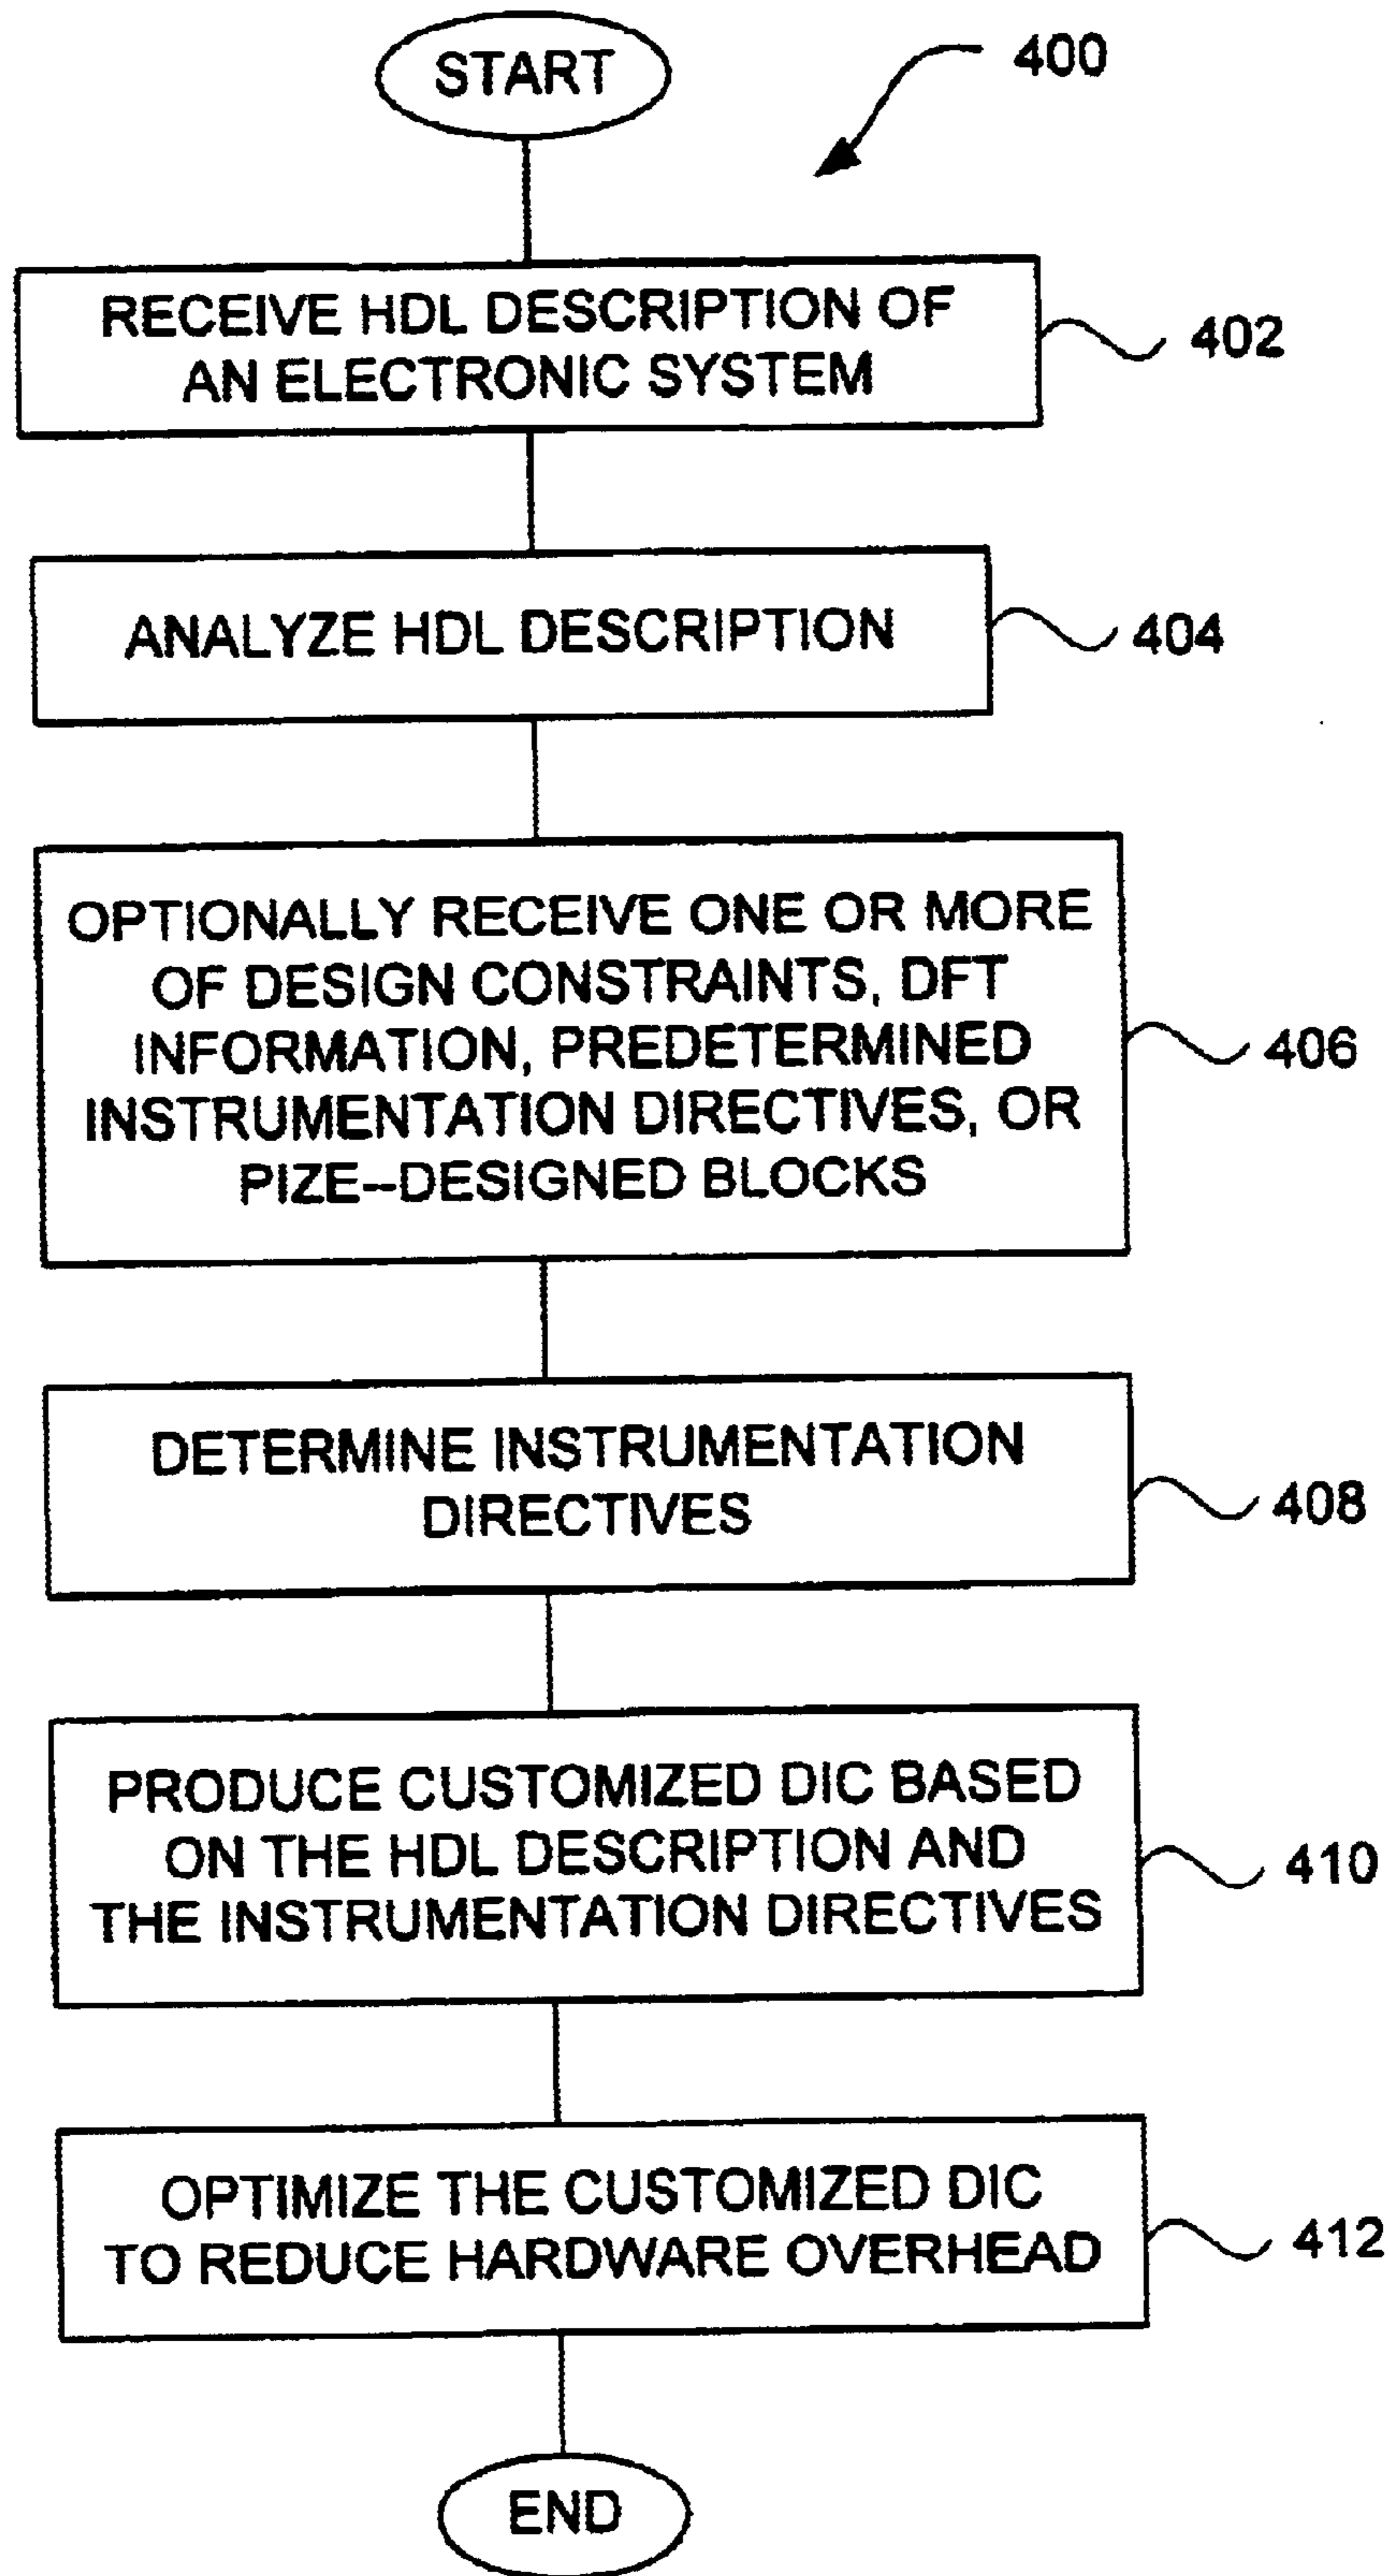 START
400
RECEIVE HDL DESCRIPTION OF
AN ELECTRONIC SYSTEM
402
ANALYZE HDL DESCRIPTION
404
OPTIONALLY RECEIVE ONE OR MORE
OF DESIGN CONSTRAINTS, DFT
INFORMATION, PREDETERMINED
INSTRUMENTATION DIRECTIVES, OR
PIZE--DESIGNED BLOCKS
406
DETERMINE INSTRUMENTATION
DIRECTIVES
408
PRODUCE CUSTOMIZED DIC BASED
ON THE HDL DESCRIPTION AND
THE INSTRUMENTATION DIRECTIVES
410
OPTIMIZE THE CUSTOMIZED DIC
TO REDUCE HARDWARE OVERHEAD
412
END